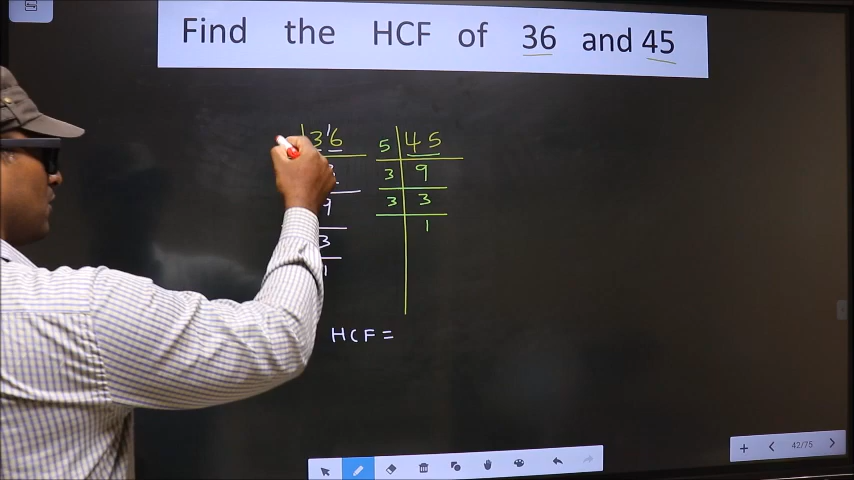 Find the HCF of 36 and 45
36 5 45
3 9
9 3 3
3 1
1
HCF =
42/75